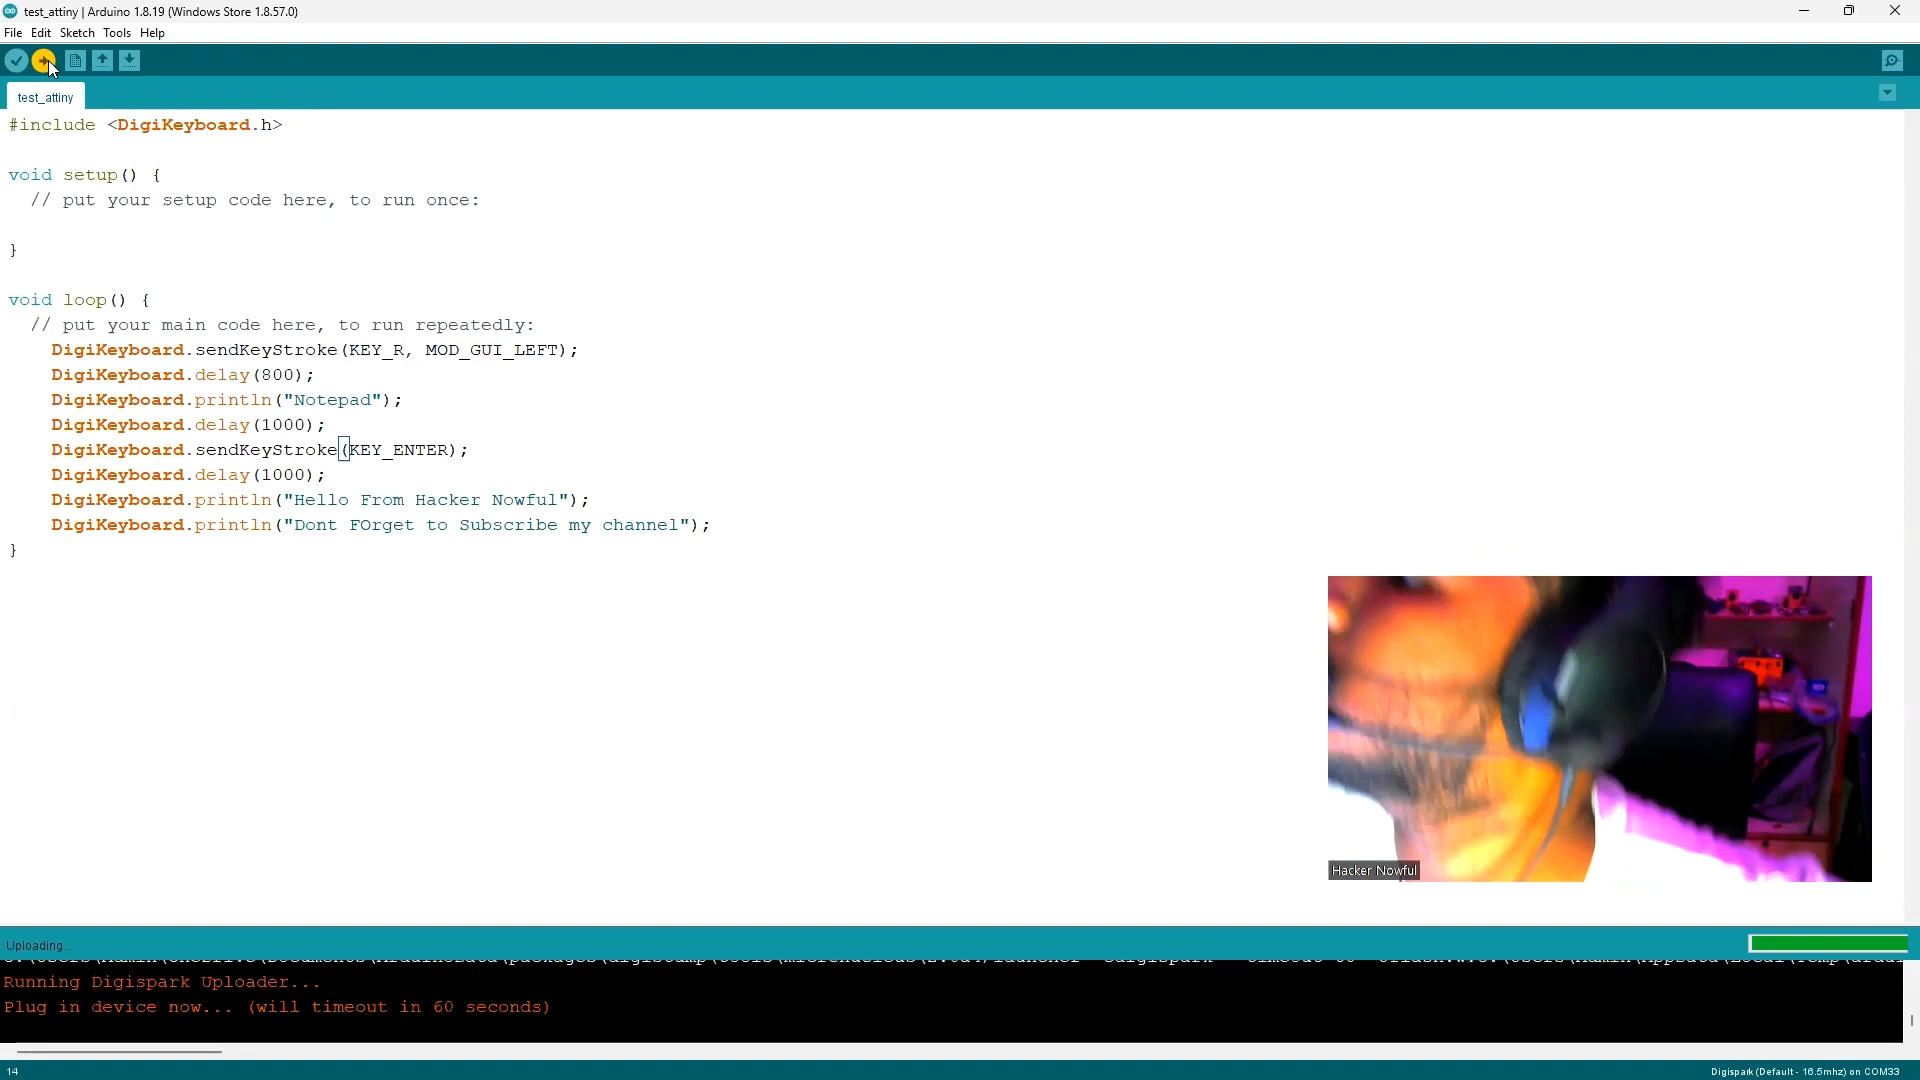 test_attiny | Arduino 1.8.19 (Windows Store 1.8.57.0)
File Edit Sketch Tools Help
test_attiny
#include <DigiKeyboard.h>
void setup() {
// put your setup code here, to run once:
}
void loop() {
// put your main code here, to run repeatedly:
DigiKeyboard.sendKeyStroke(KEY_R, MOD_GUI_LEFT);
DigiKeyboard.delay(800);
DigiKeyboard.println("Notepad");
DigiKeyboard.delay(1000);
DigiKeyboard.sendKeyStroke(KEY_ENTER);
DigiKeyboard.delay(1000);
DigiKeyboard.println("Hello From Hacker Nowful");
DigiKeyboard.println("Dont FOrget to Subscribe my channel");
}
Hacker Nowful
Uploading...
Running Digispark Uploader...
Plug in device now... (will timeout in 60 seconds)
14
Digispark (Default - 16.5mhz) on COM33